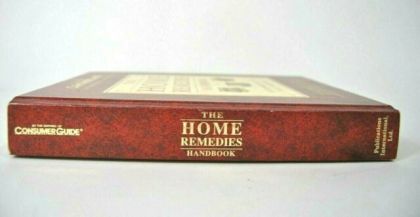 BY THE EDITORS OF
CONSUMER GUIDE®
THE
HOME
REMEDIES
HANDBOOK
Publications
International,
Ltd.